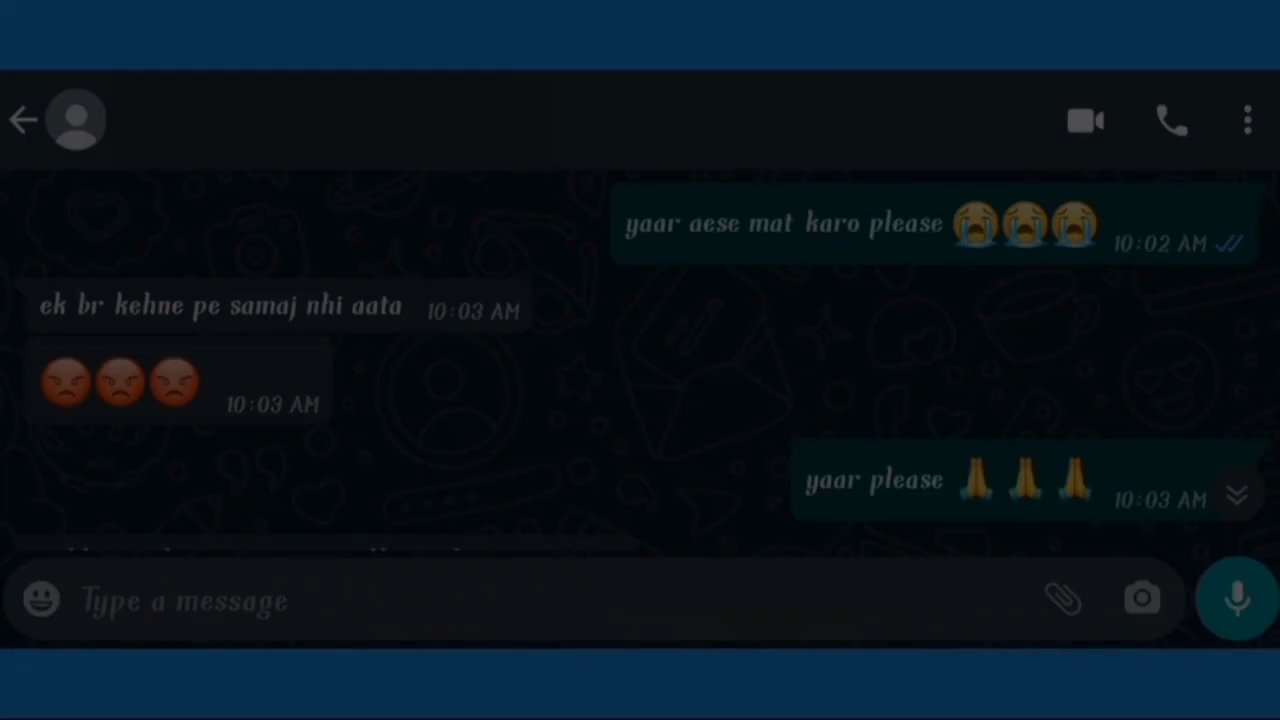 yaar aese mat karo please 😭😭😭 10:02 AM
ek br kehne pe samaj nhi aata 10:03 AM
😡😡😡 10:03 AM
yaar please 🙏 🙏 🙏 10:03 AM
Type a message